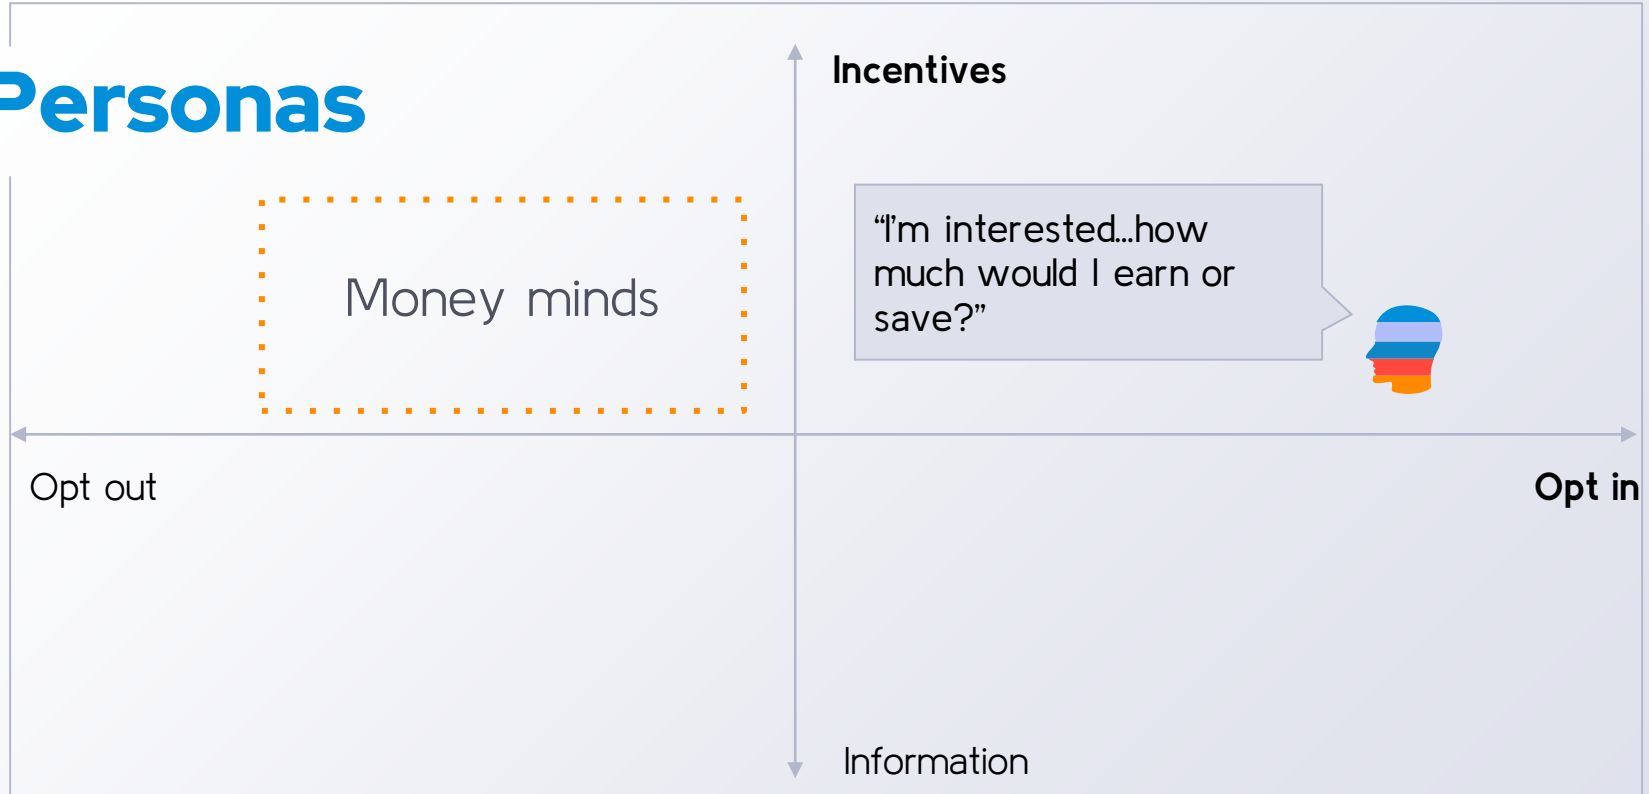 Personas
Incentives
Money minds
“I’m interested...how
much would I earn or
save?”
Opt out
Opt in
Information